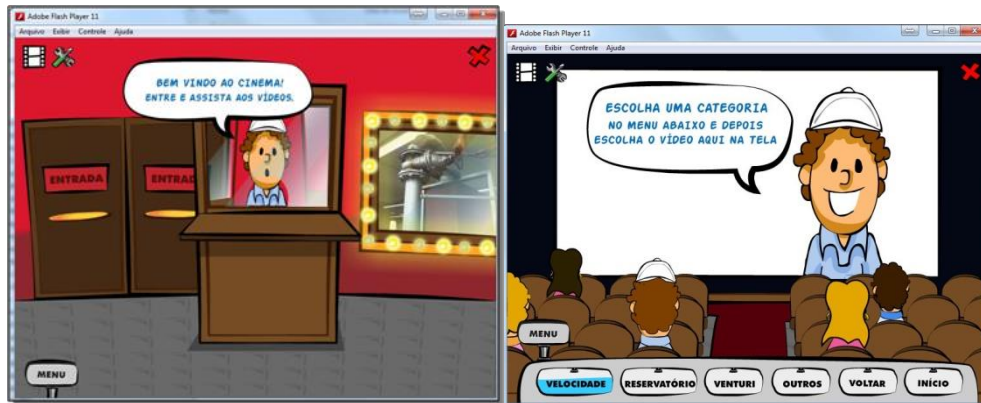 Adobe Flash Player 11
Arquivo Exibir Controle Ajuda
BEM VINDO AO CINEMA!
ENTRE E ASSISTA AOS VÍDEOS.
ENTRADA
ENTRAD
MENU
Adobe Flash Player 11
Arquivo Exibir Controle Ajuda
ESCOLHA UMA CATEGORIA
NO MENU ABAIXO E DEPOIS
ESCOLHA O VÍDEO AQUI NA TELA
MENU
VELOCIDADE RESERVATÓRIO VENTURI OUTROS VOLTAR INÍCIO